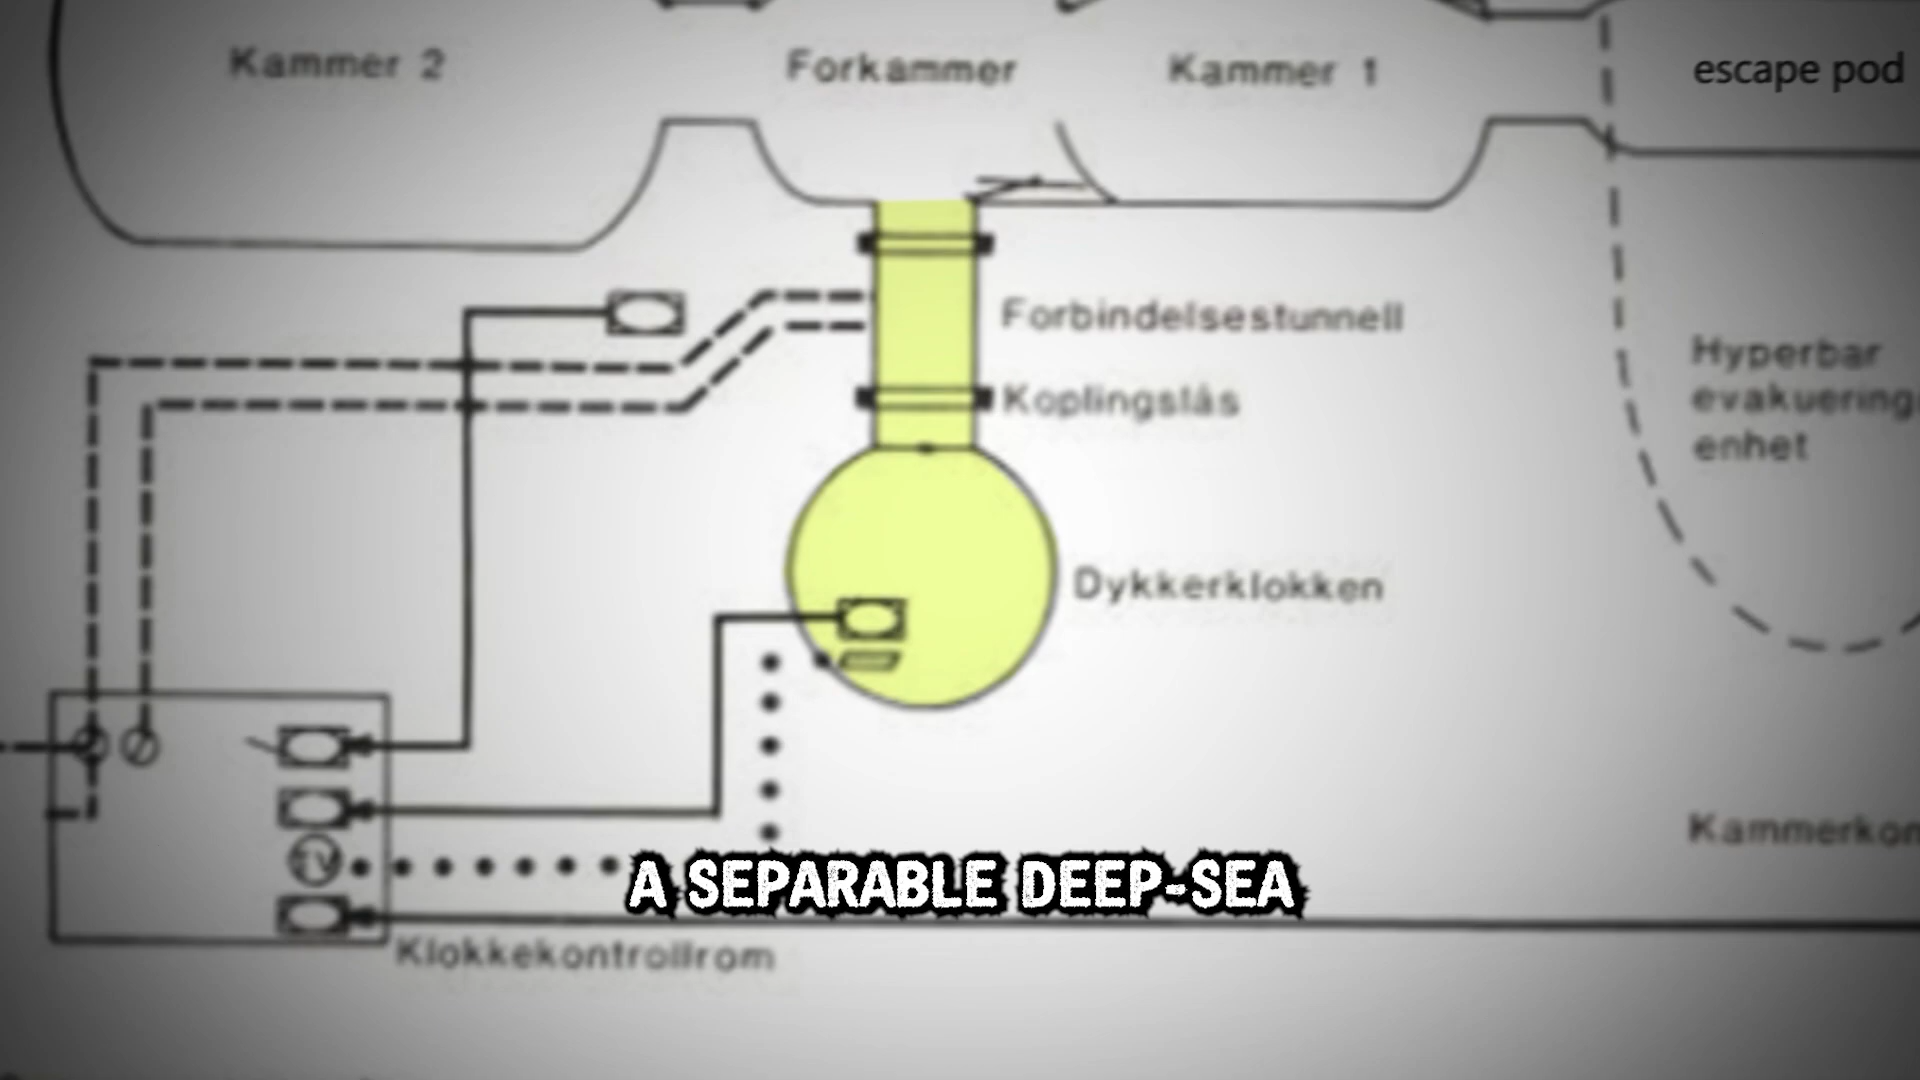 Kammer 2
Forkammer
Kammer 1
escape pod
Forbindelsestunnell
Hyperbar
evakuering
enhet
Koplingslås
Dykkerklokken
TV
A SEPARABLE DEEP-SEA
Klokkekontrollrom